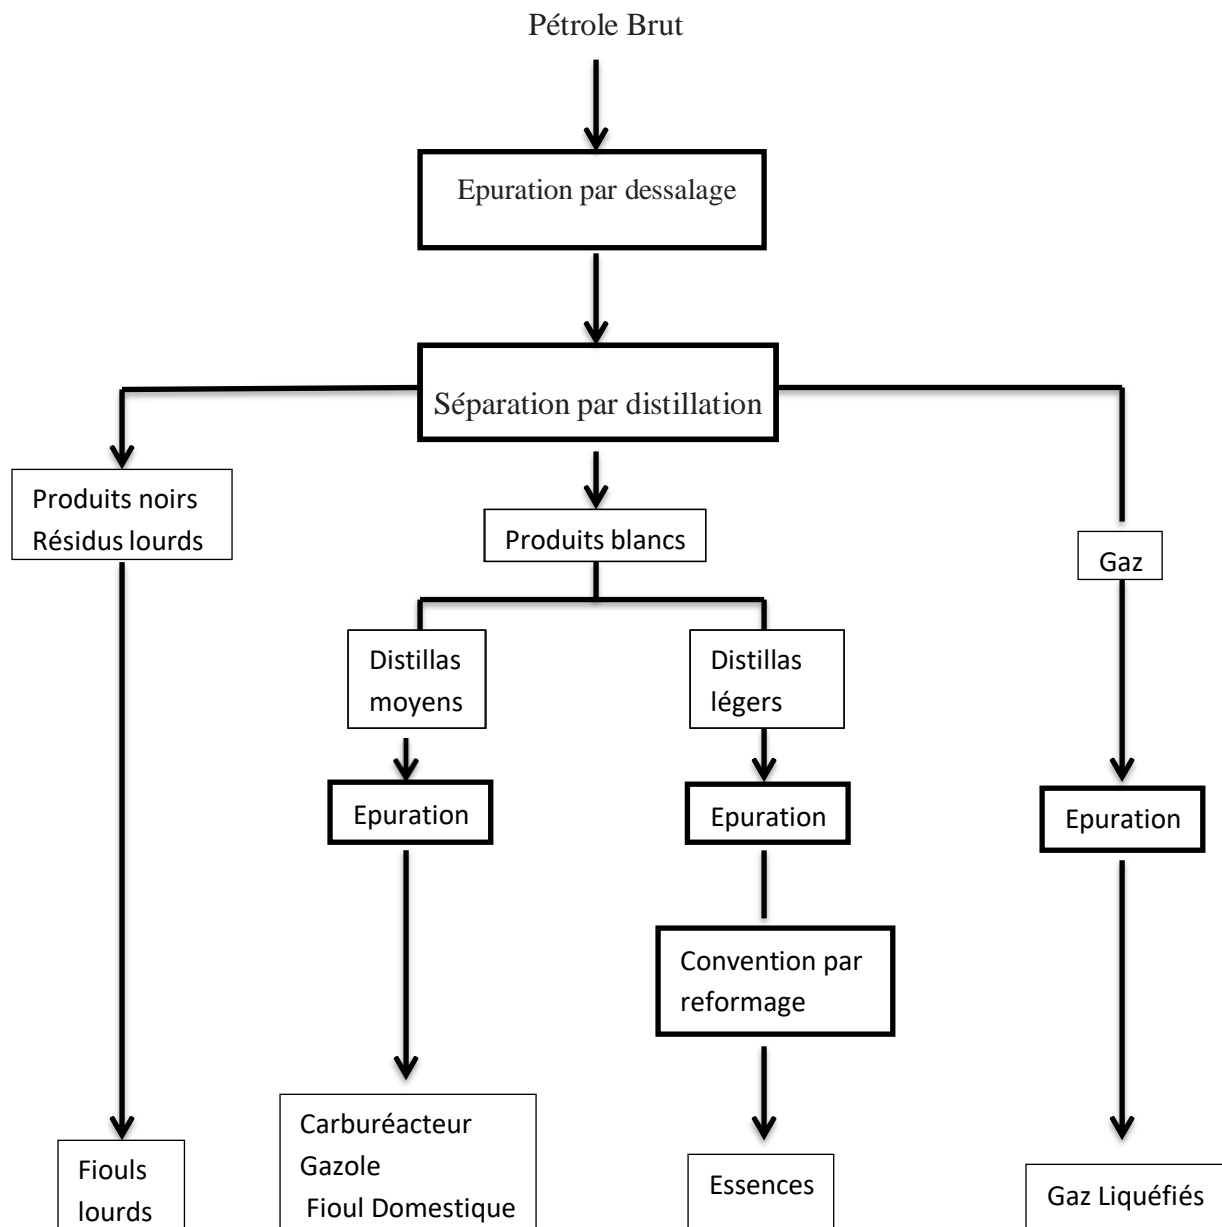 Pétrole Brut
Epuration par dessalage
Séparation par distillation
Produits noirs
Résidus lourds
Produits blancs
Gaz
Distillas
moyens
Distillas
légers
Epuration
Epuration
Epuration
Convention par
reformage
Carburéacteur
Gazole
Fioul Domestique
Fiouls
lourds
Essences
Gaz Liquéfiés